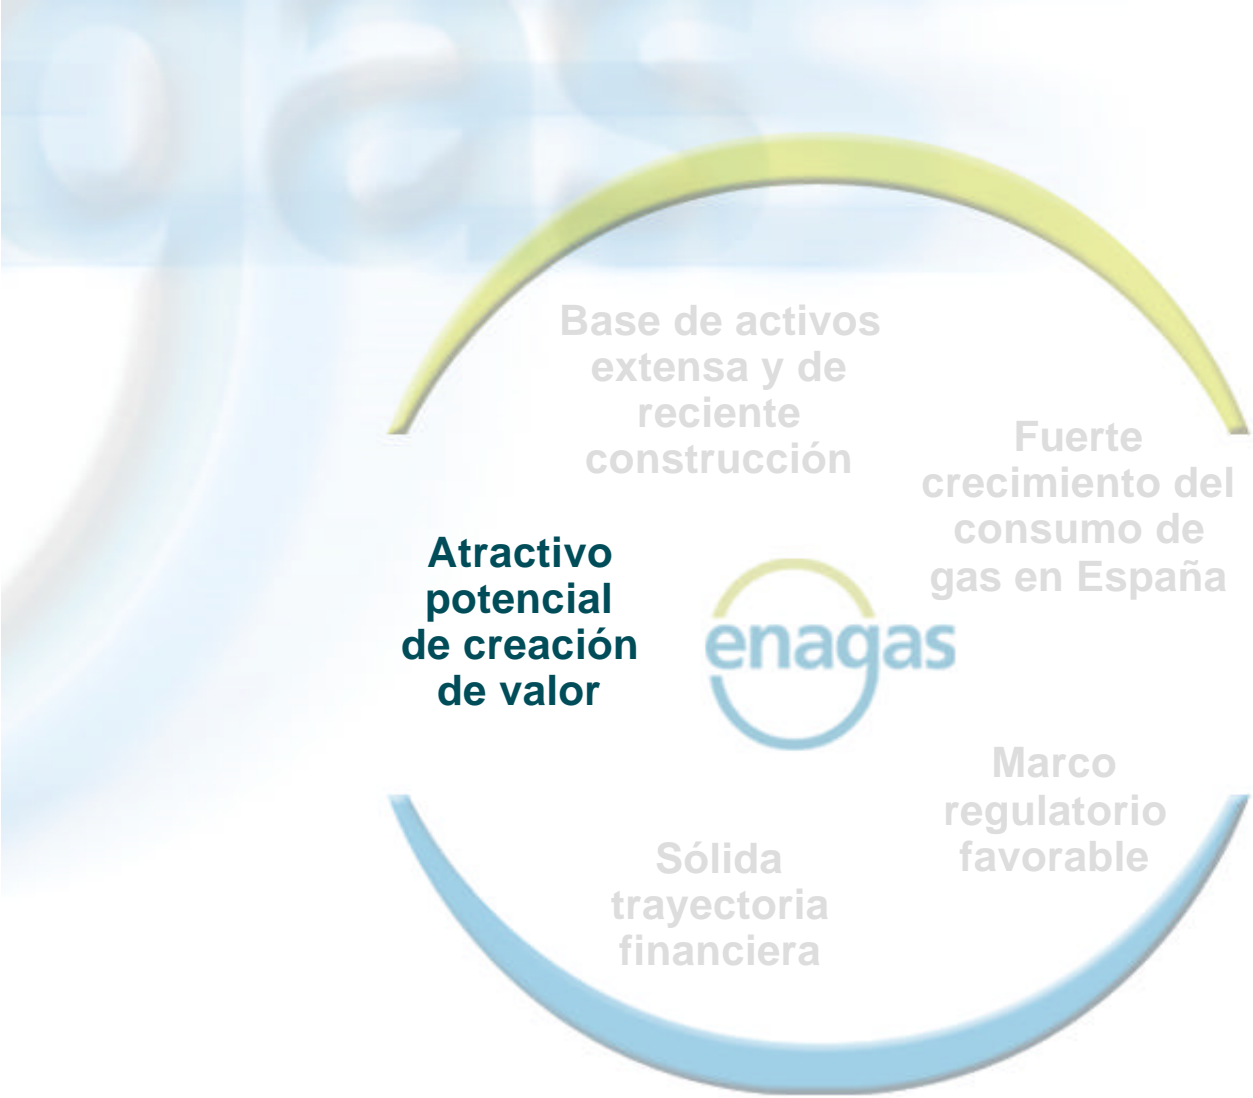 gas
Base de activos
extensa y de
reciente
construcción
Fuerte
crecimiento del
consumo de
gas en España
Atractivo
potencial
de creación
de valor
enagas
Marco
regulatorio
favorable
Sólida
trayectoria
financiera